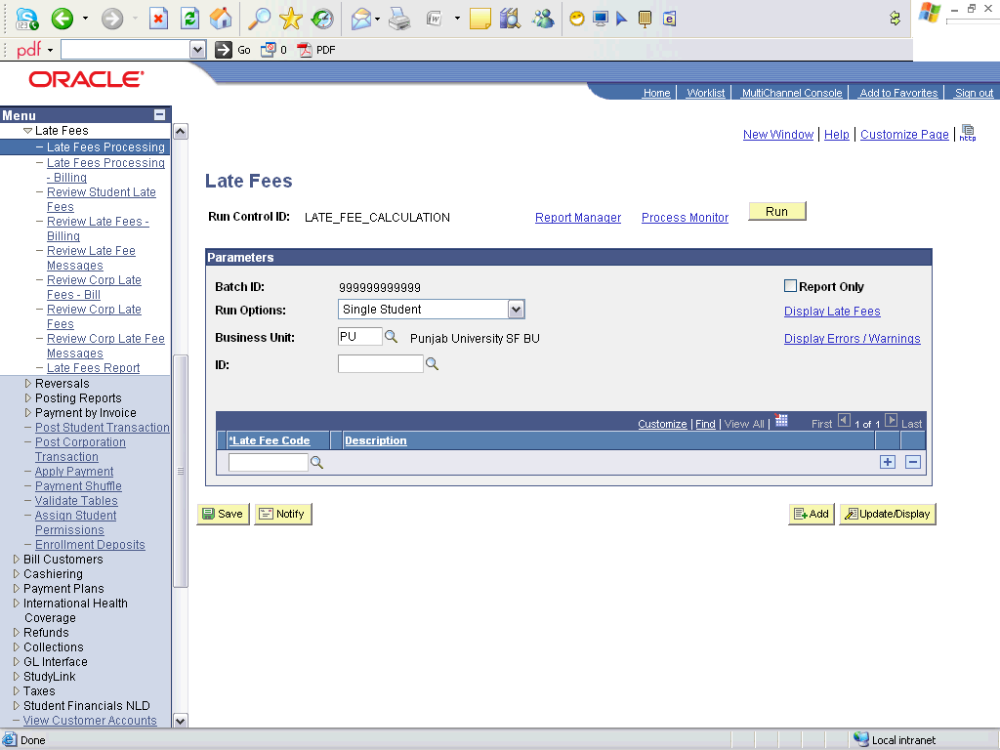 pdf
Go
0
PDF
ORACLE
Home
Worklist
MultiChannel Console
Add to Favorites
Sign out
Menu
Late Fees
Late Fees Processing
Late Fees Processing
- Billing
Review Student Late
Fees
Review Late Fees -
Billing
Review Late Fee
Messages
Review Corp Late
Fees - Bill
Review Corp Late
Fees
Review Corp Late Fee
Messages
Late Fees Report
Reversals
Posting Reports
Payment by Invoice
Post Student Transaction
Post Corporation
Transaction
Apply Payment
Payment Shuffle
Validate Tables
Assign Student
Permissions
Enrollment Deposits
Bill Customers
Cashiering
Payment Plans
International Health
Coverage
Refunds
Collections
GL Interface
StudyLink
Taxes
Student Financials NLD
View Customer Accounts
New Window | Help | Customize Page |
http
Late Fees
Run Control ID: LATE_FEE_CALCULATION
Report Manager
Process Monitor
Run
Parameters
Batch ID: 999999999999
Report Only
Run Options: Single Student
Display Late Fees
Business Unit: PU Punjab University SF BU
Display Errors / Warnings
ID:
Customize | Find | View All |
First 1 of 1 Last
*Late Fee Code
Description
Save
Notify
Add
Update/Display
Done
Local intranet